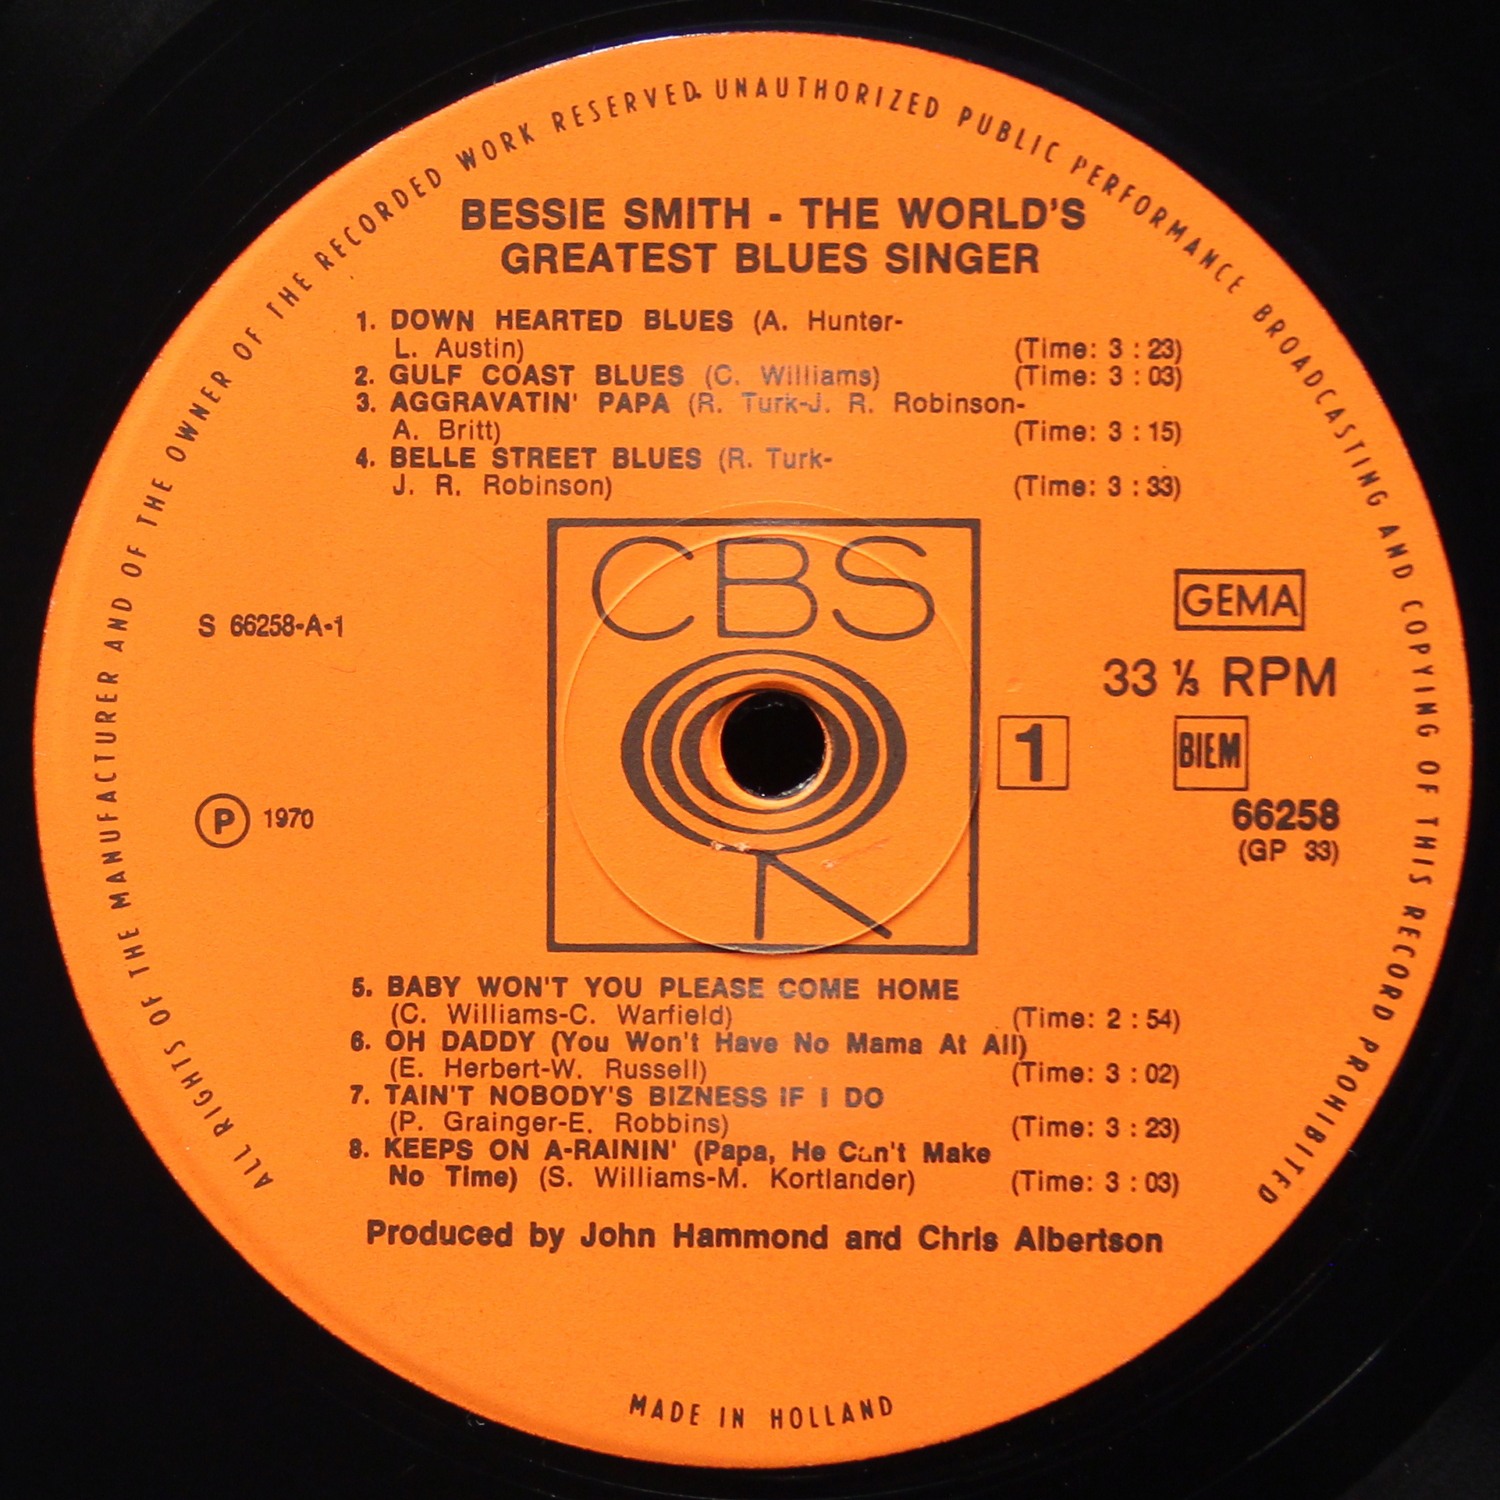 ALL RIGHTS OF THE MANUFACTURER AND OF THE OWNER OF THE RECORDED WORK RESERVED. UNAUTHORIZED PUBLIC PERFORMANCE BROADCASTING AND COPYING OF THIS RECORD PROHIBITED
BESSIE SMITH - THE WORLD'S
GREATEST BLUES SINGER
1. DOWN HEARTED BLUES (A. Hunter-
L. Austin) (Time: 3 : 23)
2. GULF COAST BLUES (C. Williams) (Time: 3 : 03)
3. AGGRAVATIN' PAPA (R. Turk-J. R. Robinson-
A. Britt) (Time: 3 : 15)
4. BELLE STREET BLUES (R. Turk-
J. R. Robinson) (Time: 3 : 33)
CBS
S 66258-A-1
GEMA
33 ⅓ RPM
1
BIEM
66258
(GP 33)
Ⓟ 1970
5. BABY WON'T YOU PLEASE COME HOME
(C. Williams-C. Warfield) (Time: 2 : 54)
6. OH DADDY (You Won't Have No Mama At All)
(E. Herbert-W. Russell) (Time: 3 : 02)
7. TAIN'T NOBODY'S BIZNESS IF I DO
(P. Grainger-E. Robbins) (Time: 3 : 23)
8. KEEPS ON A-RAININ' (Papa, He Can't Make
No Time) (S. Williams-M. Kortlander) (Time: 3 : 03)
Produced by John Hammond and Chris Albertson
MADE IN HOLLAND